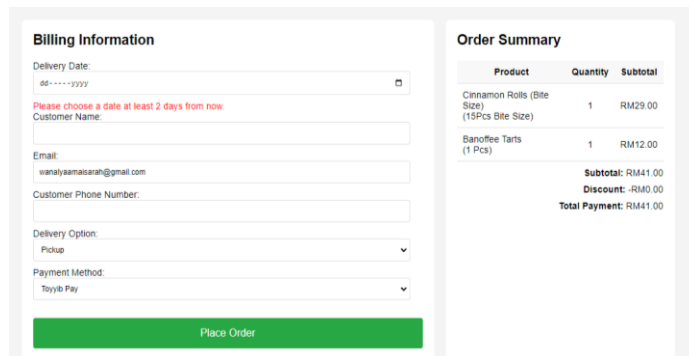 Billing Information
Delivery Date:
dd-----yyyy
Please choose a date at least 2 days from now.
Customer Name:
Email:
wanalyaamaisarah@gmail.com
Customer Phone Number:
Delivery Option:
Pickup
Payment Method:
Toyyib Pay
Place Order
Order Summary
Product Quantity Subtotal
Cinnamon Rolls (Bite
Size) 1 RM29.00
(15Pcs Bite Size)
Banoffee Tarts
(1 Pcs) 1 RM12.00
Subtotal: RM41.00
Discount: -RM0.00
Total Payment: RM41.00